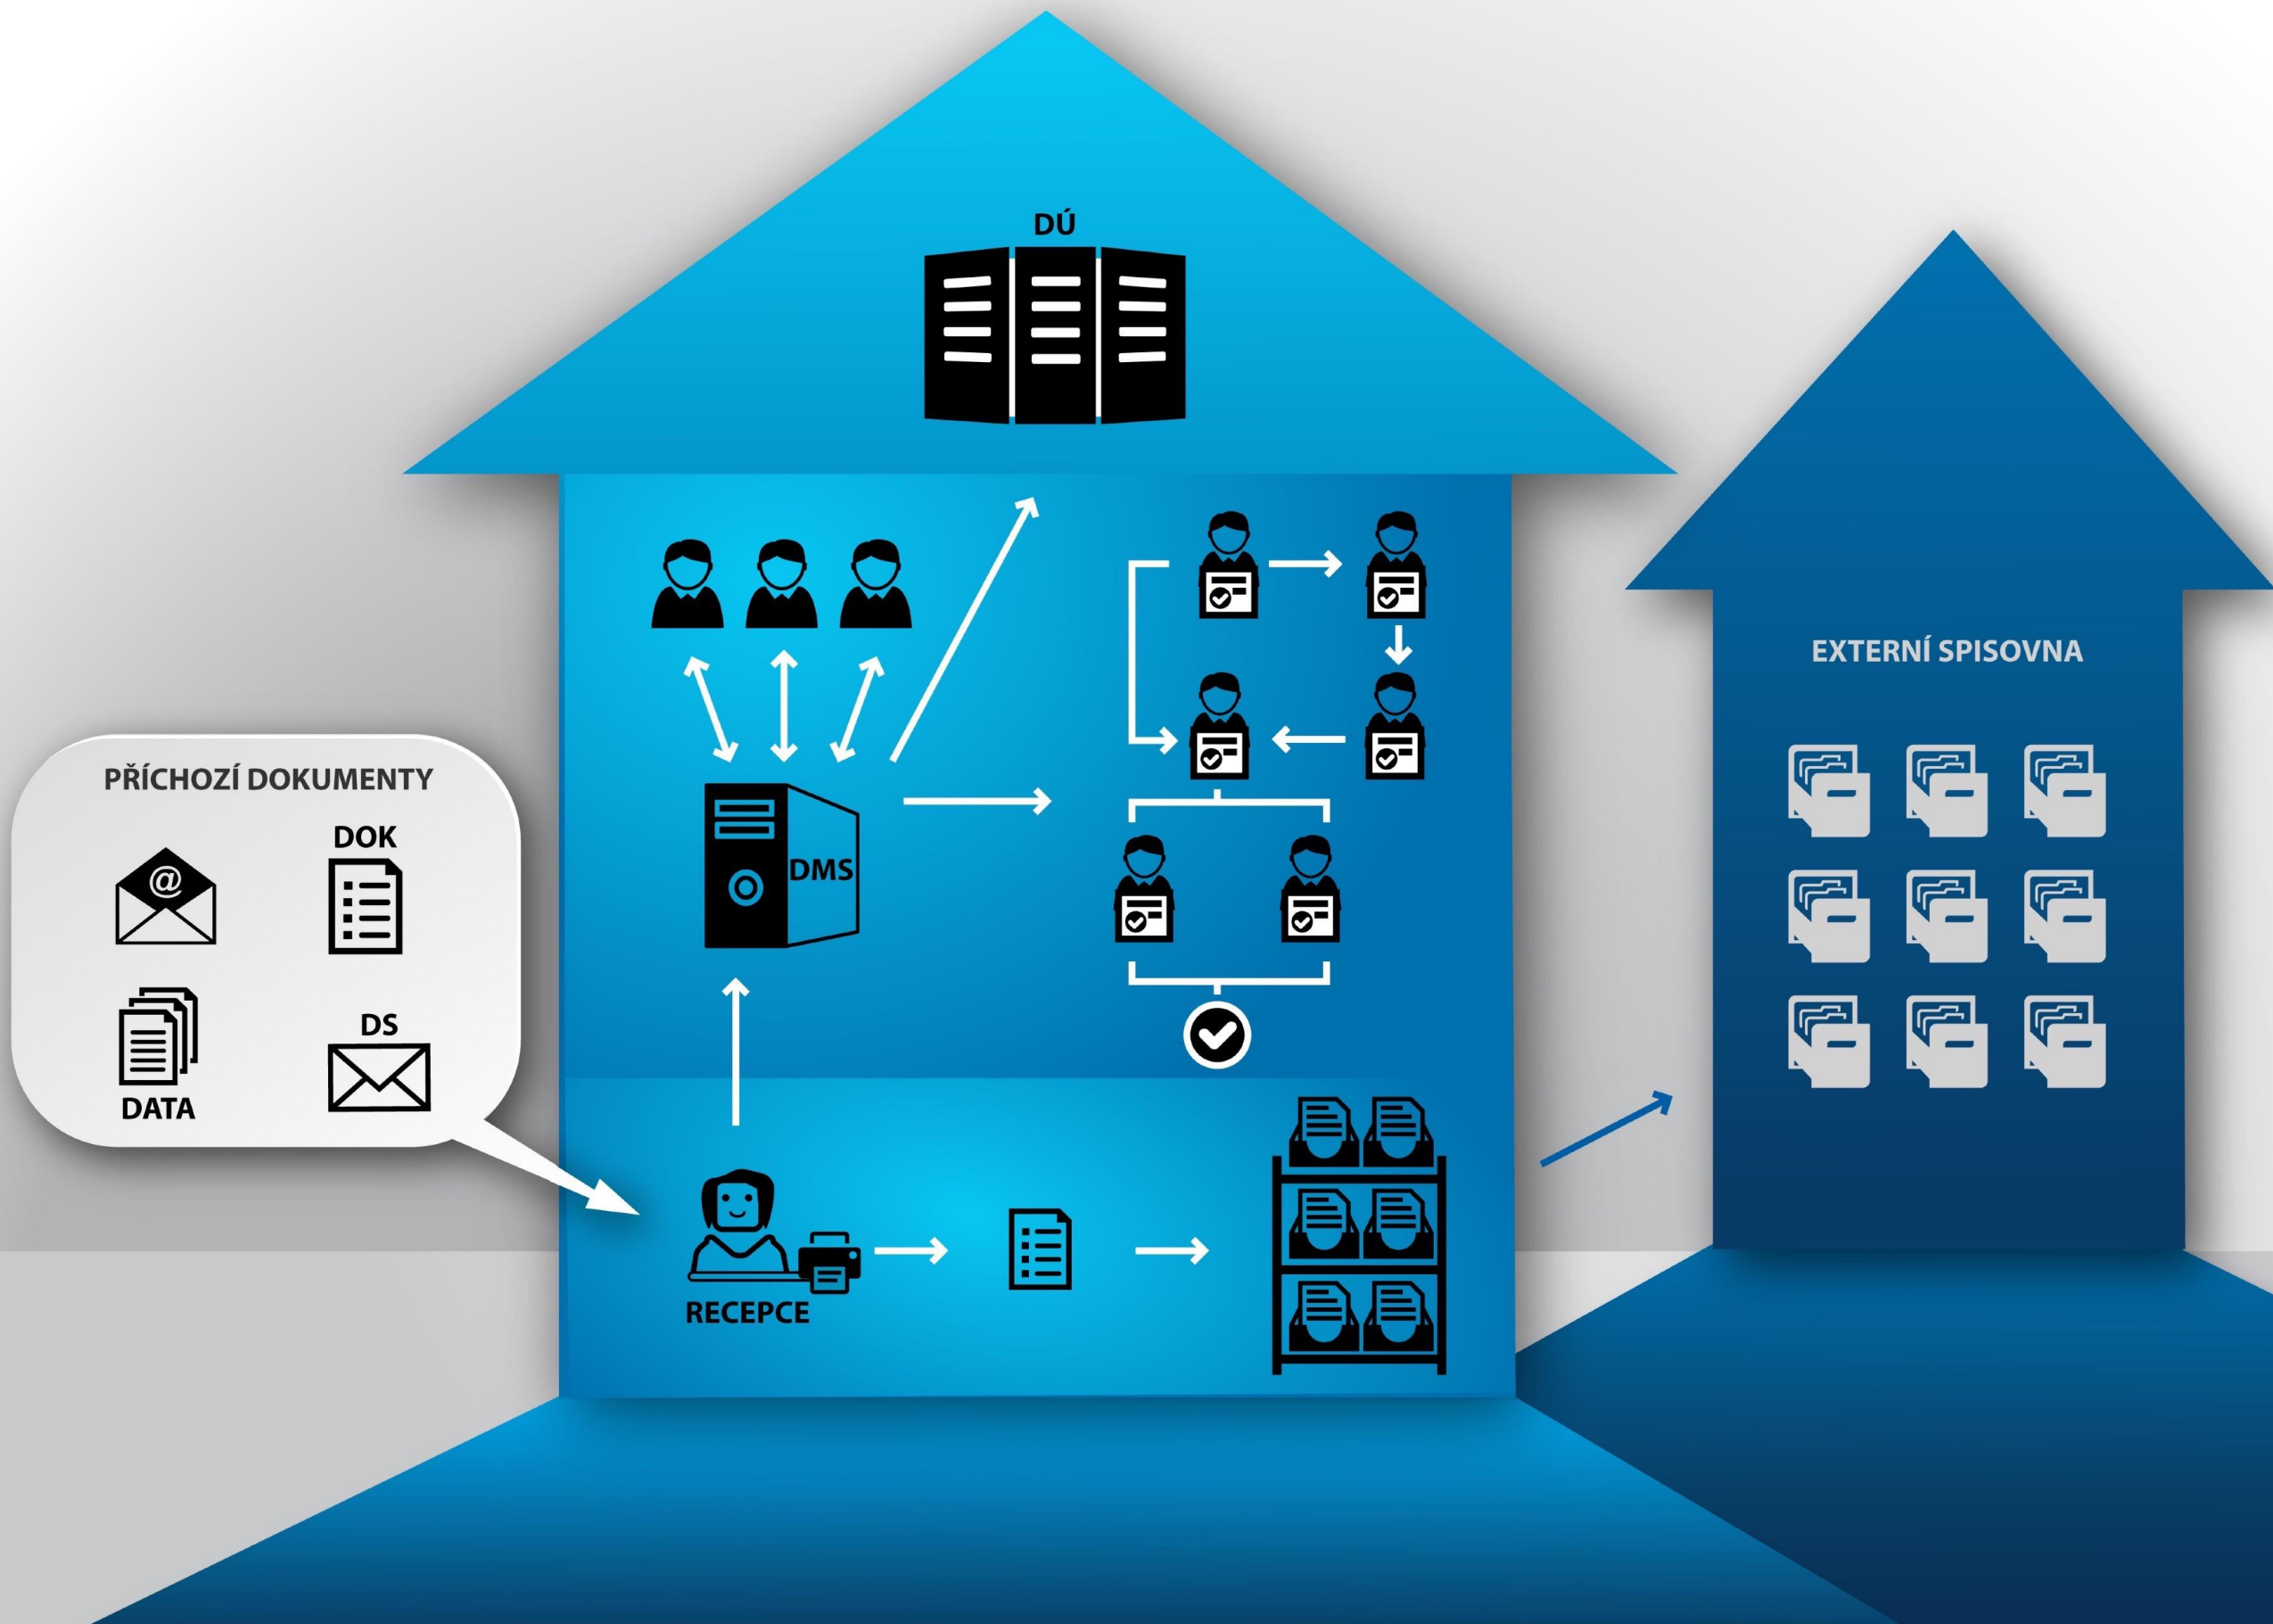 DÚ
EXTERNÍ SPISOVNA
PŘÍCHOZÍ DOKUMENTY
@
DOK
DATA
DS
DMS
RECEPCE